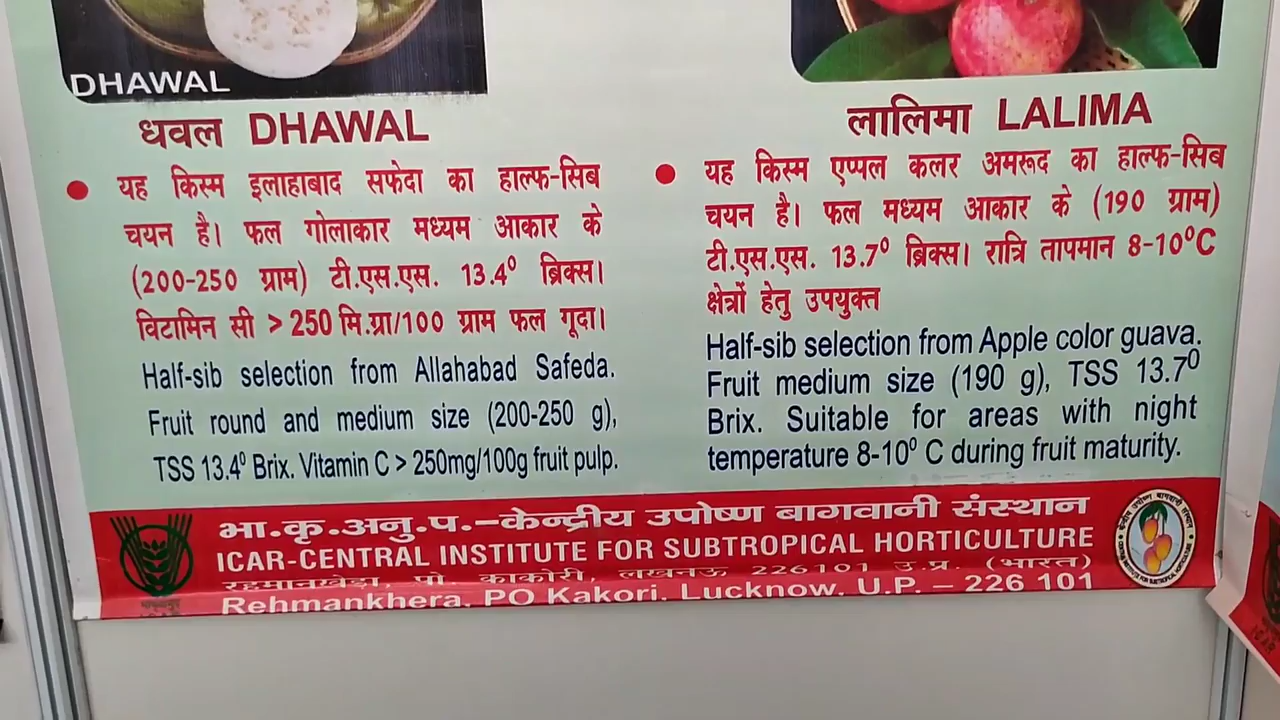 DHAWAL
धवल DHAWAL
यह किस्म इलाहाबाद सफेदा का हाल्फ-सिब
चयन है। फल गोलाकार मध्यम आकार के
(200-250 ग्राम) टी.एस.एस. 13.4⁰ ब्रिक्स।
विटामिन सी > 250 मि.ग्रा/100 ग्राम फल गूदा।
Half-sib selection from Allahabad Safeda.
Fruit round and medium size (200-250 g),
TSS 13.4⁰ Brix. Vitamin C > 250mg/100g fruit pulp.
लालिमा LALIMA
यह किस्म एप्पल कलर अमरूद का हाल्फ-सिब
चयन है। फल मध्यम आकार के (190 ग्राम)
टी.एस.एस. 13.7⁰ ब्रिक्स। रात्रि तापमान 8-10⁰C
क्षेत्रों हेतु उपयुक्त
Half-sib selection from Apple color guava.
Fruit medium size (190 g), TSS 13.7⁰
Brix. Suitable for areas with night
temperature 8-10⁰ C during fruit maturity.
भा.कृ.अनु.प.-केन्द्रीय उपोष्ण बागवानी संस्थान
ICAR-CENTRAL INSTITUTE FOR SUBTROPICAL HORTICULTURE
रहमानखेड़ा, पो. काकोरी, लखनऊ 226101 उ.प्र. (भारत)
Rehmankhera, PO Kakori, Lucknow, U.P. – 226 101